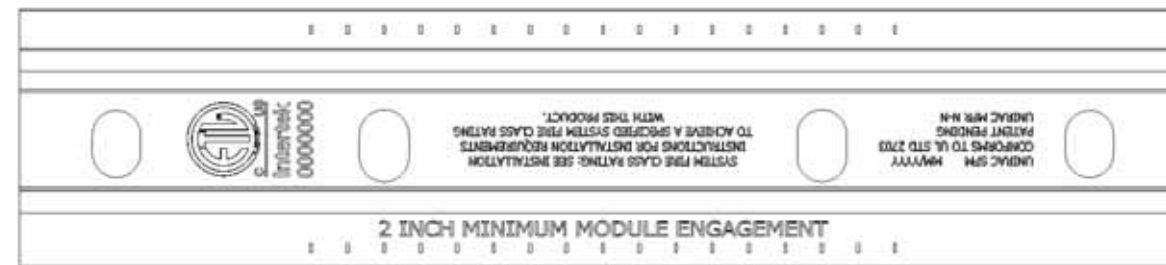 c
us
Intertek
0000000
SYSTEM FIRE CLASS RATING: SEE INSTALLATION
INSTRUCTIONS FOR INSTALLATION REQUIREMENTS
TO ACHIEVE A SPECIFIED SYSTEM FIRE CLASS RATING
WITH THIS PRODUCT.
UNIRAC SFM MM/YYYY
CONFORMS TO UL STD 2703
PATENT PENDING
UNIRAC MFR N-N
2 INCH MINIMUM MODULE ENGAGEMENT